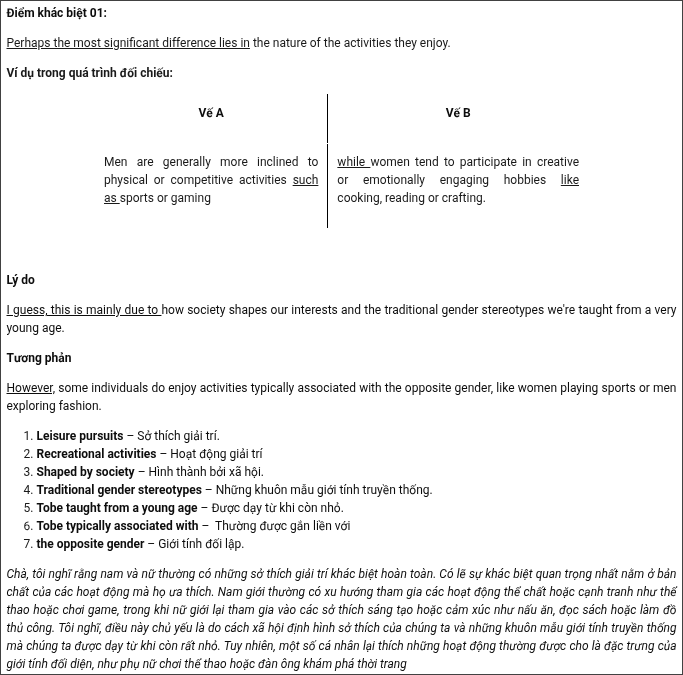 Điểm khác biệt 01:
Perhaps the most significant difference lies in the nature of the activities they enjoy.
Ví dụ trong quá trình đối chiếu:
Vế A
Men are generally more inclined to
physical or competitive activities such
as sports or gaming
Vế B
while women tend to participate in creative
or emotionally engaging hobbies like
cooking, reading or crafting.
Lý do
I guess, this is mainly due to how society shapes our interests and the traditional gender stereotypes we're taught from a very
young age.
Tương phản
However, some individuals do enjoy activities typically associated with the opposite gender, like women playing sports or men
exploring fashion.
1. Leisure pursuits – Sở thích giải trí.
2. Recreational activities – Hoạt động giải trí
3. Shaped by society – Hình thành bởi xã hội.
4. Traditional gender stereotypes – Những khuôn mẫu giới tính truyền thống.
5. Tobe taught from a young age – Được dạy từ khi còn nhỏ.
6. Tobe typically associated with – Thường được gắn liền với
7. the opposite gender – Giới tính đối lập.
Chà, tôi nghĩ rằng nam và nữ thường có những sở thích giải trí khác biệt hoàn toàn. Có lẽ sự khác biệt quan trọng nhất nằm ở bản
chất của các hoạt động mà họ ưa thích. Nam giới thường có xu hướng tham gia các hoạt động thể chất hoặc cạnh tranh như thể
thao hoặc chơi game, trong khi nữ giới lại tham gia vào các sở thích sáng tạo hoặc cảm xúc như nấu ăn, đọc sách hoặc làm đồ
thủ công. Tôi nghĩ, điều này chủ yếu là do cách xã hội định hình sở thích của chúng ta và những khuôn mẫu giới tính truyền thống
mà chúng ta được dạy từ khi còn rất nhỏ. Tuy nhiên, một số cá nhân lại thích những hoạt động thường được cho là đặc trưng của
giới tính đối diện, như phụ nữ chơi thể thao hoặc đàn ông khám phá thời trang